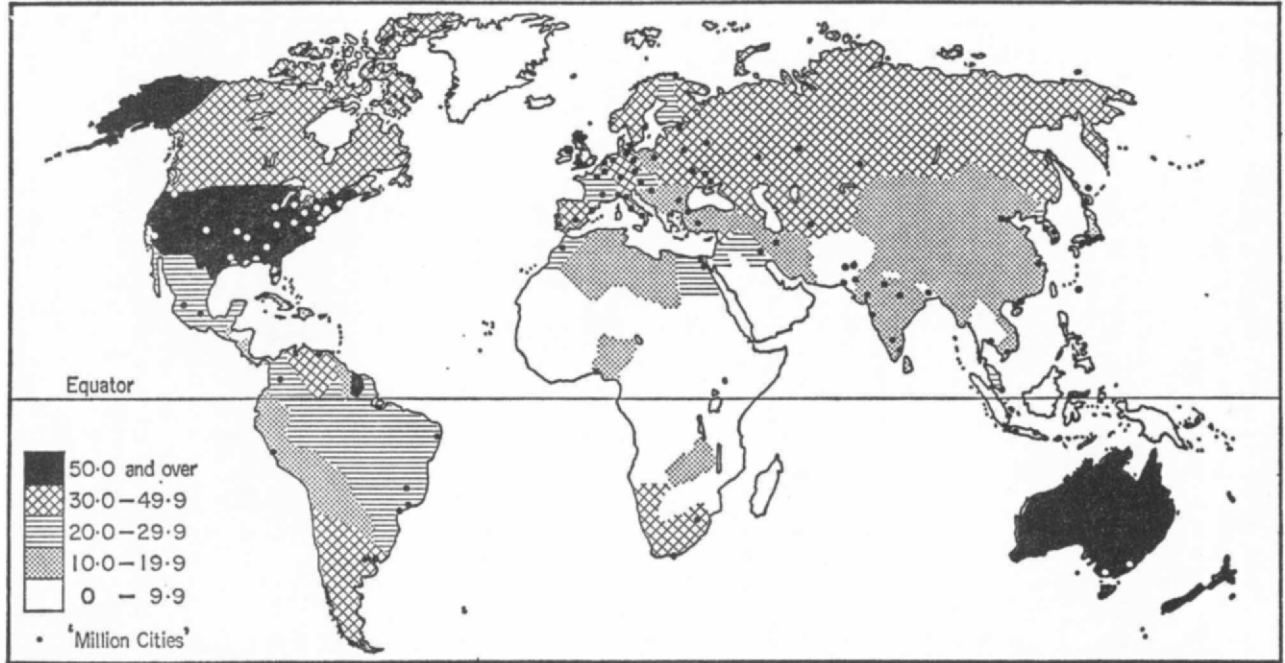 Equator
50·0 and over
30·0 – 49·9
20·0 – 29·9
10·0 – 19·9
0 – 9·9
'Million Cities'